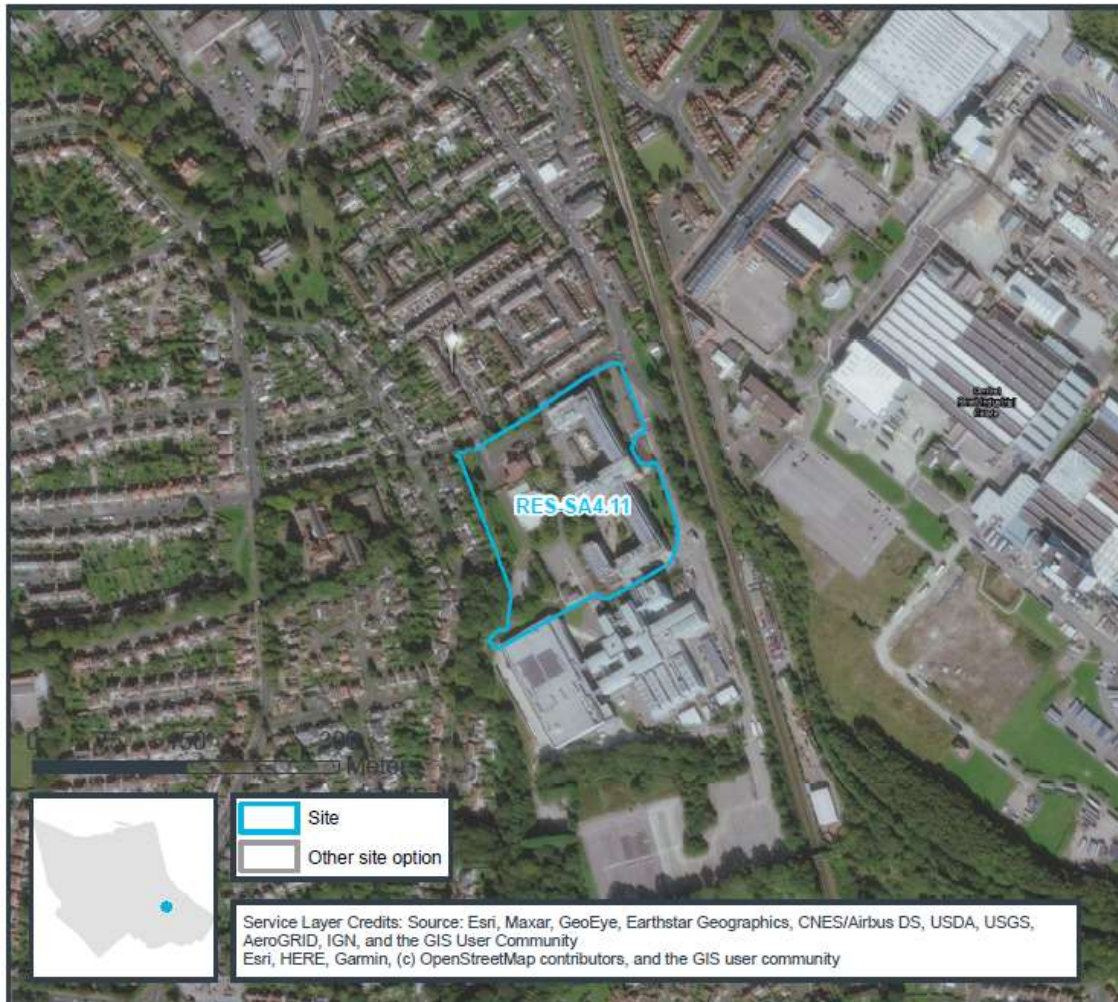 RES-SA4.11
Site
Other site option
Service Layer Credits: Source: Esri, Maxar, GeoEye, Earthstar Geographics, CNES/Airbus DS, USDA, USGS,
AeroGRID, IGN, and the GIS User Community
Esri, HERE, Garmin, (c) OpenStreetMap contributors, and the GIS user community